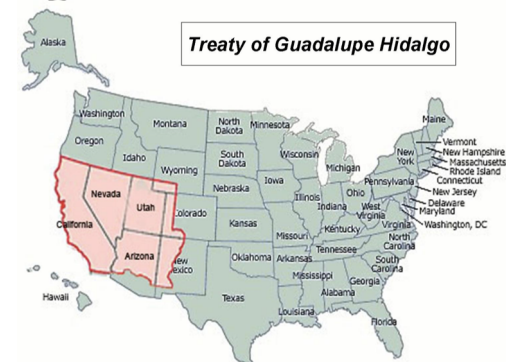 Treaty of Guadalupe Hidalgo
Alaska
Washington
Montana
North
Dakota
Minnesota
Maine
Oregon
Idaho
South
Dakota
Wisconsin
Michigan
New
York
Vermont
New Hampshire
Massachusetts
Rhode Island
Connecticut
Wyoming
Nevada
Utah
Nebraska
Iowa
Illinois
Indiana
Ohio
Pennsylvania
New Jersey
Delaware
Maryland
Washington, DC
California
Colorado
Kansas
Missouri
Kentucky
West
Virginia
Virginia
Arizona
New
Mexico
Oklahoma
Arkansas
Tennessee
North
Carolina
South
Carolina
Mississippi
Alabama
Georgia
Hawaii
Texas
Louisiana
Florida